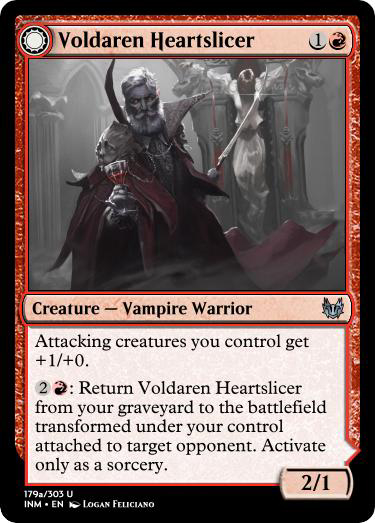 Voldaren Heartslicer 1
Creature — Vampire Warrior
Attacking creatures you control get
+1/+0.
2 : Return Voldaren Heartslicer
from your graveyard to the battlefield
transformed under your control
attached to target opponent. Activate
only as a sorcery.
2/1
179a/303 U
INM • EN Logan Feliciano